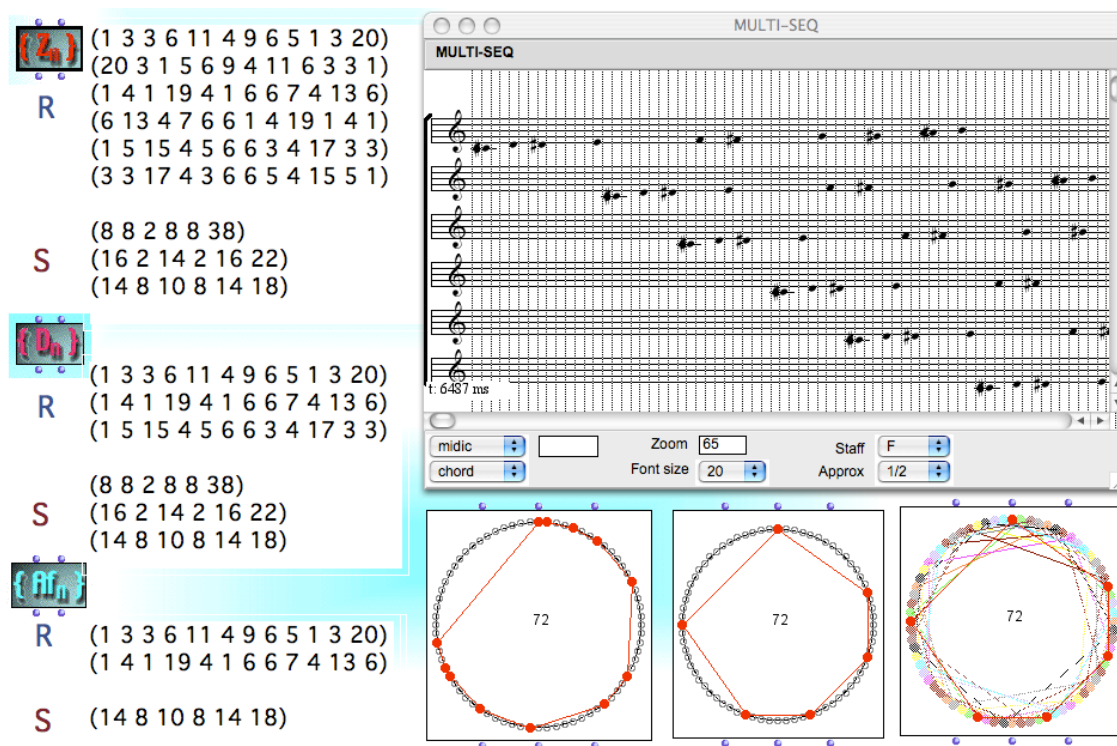 { Zn }
R
(1 3 3 6 11 4 9 6 5 1 3 20)
(20 3 1 5 6 9 4 11 6 3 3 1)
(1 4 1 19 4 1 6 6 7 4 13 6)
(6 13 4 7 6 6 1 4 19 1 4 1)
(1 5 15 4 5 6 6 3 4 17 3 3)
(3 3 17 4 3 6 6 5 4 15 5 1)
S
(8 8 2 8 8 38)
(16 2 14 2 16 22)
(14 8 10 8 14 18)
{ Dn }
R
(1 3 3 6 11 4 9 6 5 1 3 20)
(1 4 1 19 4 1 6 6 7 4 13 6)
(1 5 15 4 5 6 6 3 4 17 3 3)
S
(8 8 2 8 8 38)
(16 2 14 2 16 22)
(14 8 10 8 14 18)
{ Afn }
R
(1 3 3 6 11 4 9 6 5 1 3 20)
(1 4 1 19 4 1 6 6 7 4 13 6)
S
(14 8 10 8 14 18)
MULTI-SEQ
MULTI-SEQ
t: 6487 ms
midic Zoom 65 Staff F
chord Font size 20 Approx 1/2
72
72
72